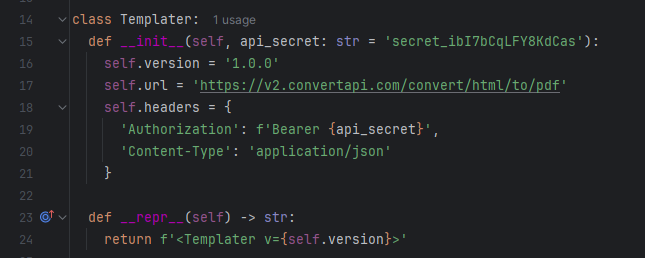 14 class Templater: 1 usage
15 def __init__(self, api_secret: str = 'secret_ibI7bCqLFY8KdCas'):
16 self.version = '1.0.0'
17 self.url = 'https://v2.convertapi.com/convert/html/to/pdf'
18 self.headers = {
19 'Authorization': f'Bearer {api_secret}',
20 'Content-Type': 'application/json'
21 }
22
23 def __repr__(self) -> str:
24 return f'<Templater v={self.version}>'